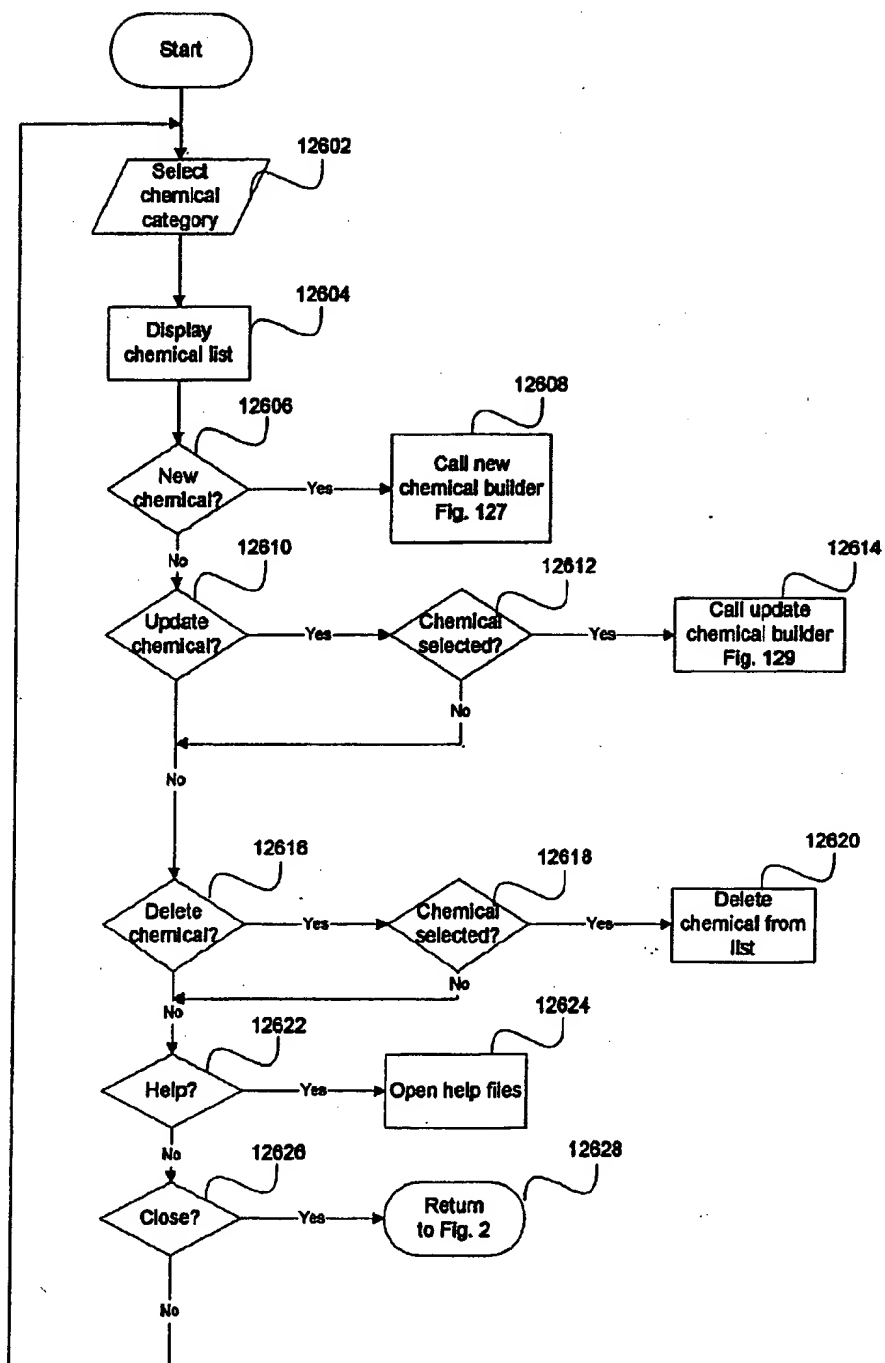 Start
12602
Select
chemical
category
12604
Display
chemical list
12606
New
chemical?
Yes
12608
Call new
chemical builder
Fig. 127
No
12610
Update
chemical?
Yes
12612
Chemical
selected?
Yes
12614
Call update
chemical builder
Fig. 129
No
No
12616
Delete
chemical?
Yes
12618
Chemical
selected?
Yes
12620
Delete
chemical from
list
No
No
12622
Help?
Yes
12624
Open help files
No
12626
Close?
Yes
12628
Return
to Fig. 2
No